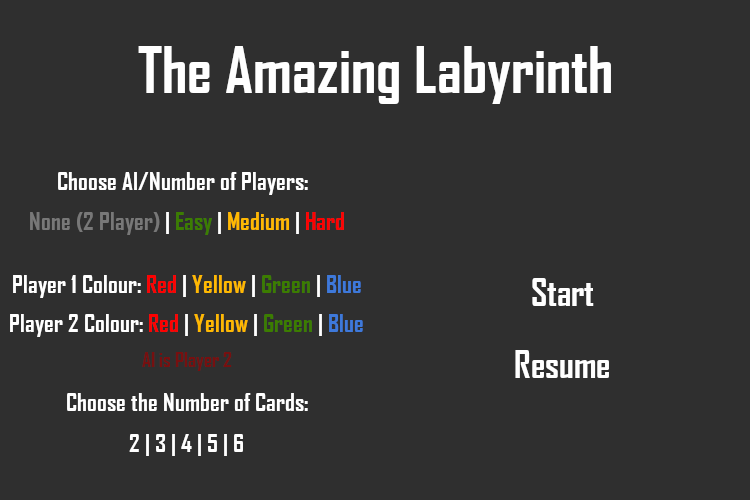 The Amazing Labyrinth
Choose AI/Number of Players:
None (2 Player) | Easy | Medium | Hard
Player 1 Colour: Red | Yellow | Green | Blue
Player 2 Colour: Red | Yellow | Green | Blue
AI is Player 2
Choose the Number of Cards:
2 | 3 | 4 | 5 | 6
Start
Resume